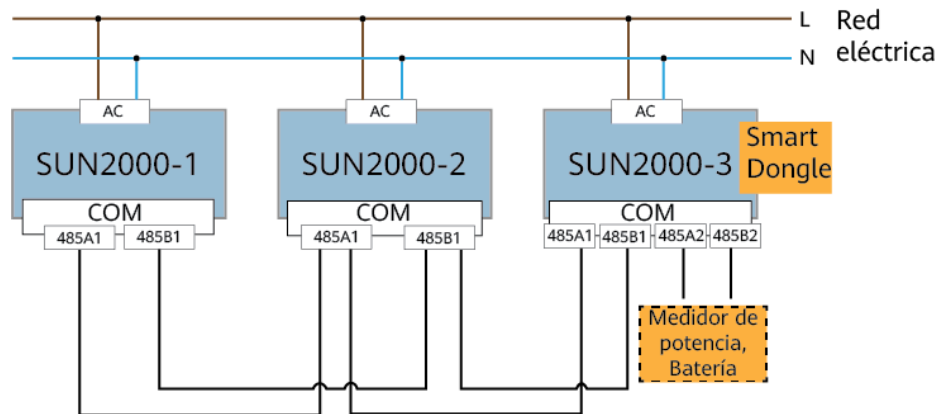 L
Red
eléctrica
N
AC
AC
AC
SUN2000-1
SUN2000-2
SUN2000-3
Smart
Dongle
COM
COM
COM
485A1
485B1
485A1
485B1
485A1
485B1
485A2
485B2
Medidor de
potencia,
Batería